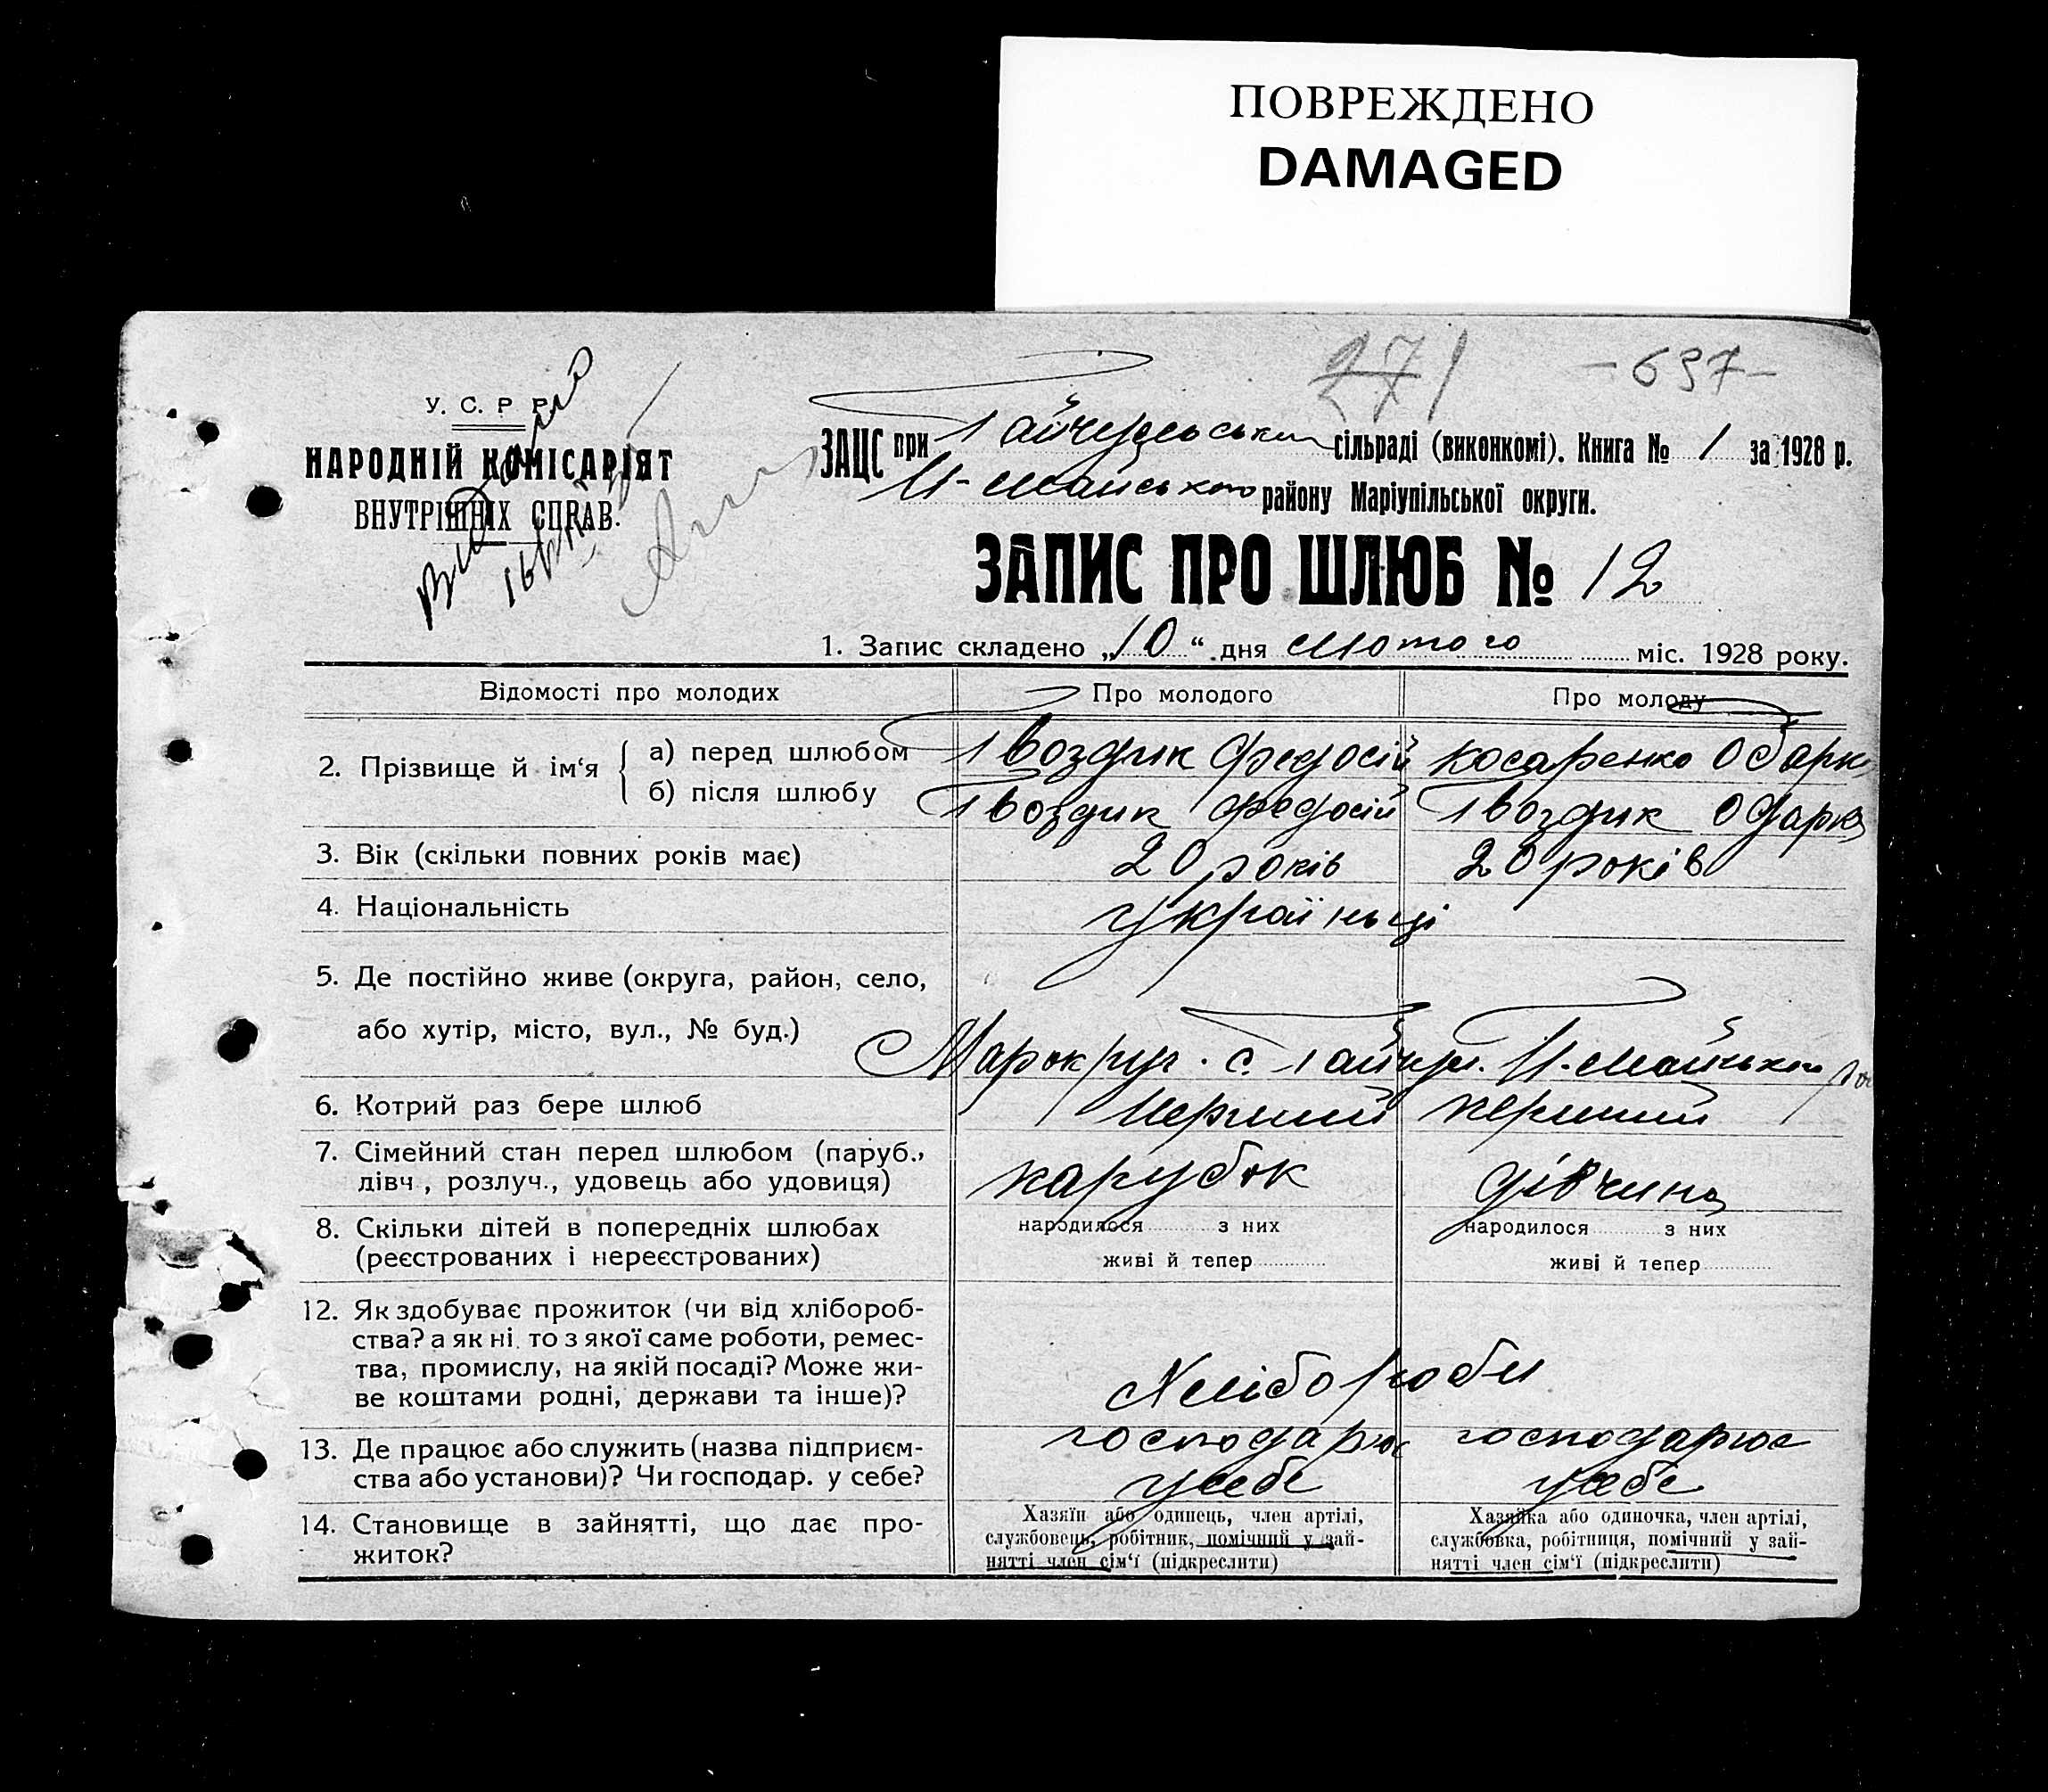 ПОВРЕЖДЕНО
DAMAGED
271 - 637 -
У. С. Р Р.
НАРОДНІЙ КОМІСАРІЯТ
ВНУТРІШНІХ СПРАВ.
ЗАЦС при Гайчульській сільраді (виконкомі). Книга № 1 за 1928 р.
П-Майського району Маріупільської округи.
ЗАПИС ПРО ШЛЮБ № 12
1. Запис складено „10“ дня Лютого міс. 1928 року.
Відомості про молодих Про молодого Про молоду
2. Прізвище й ім‘я { а) перед шлюбом Гвоздик Федосій Косаренко Одарка
б) після шлюбу Гвоздик Федосій Гвоздик Одарка
3. Вік (скільки повних років має) 20 років 20 років
4. Національність українці
5. Де постійно живе (округа, район, село,
або хутір, місто, вул., № буд.) Марокруг. с. Гайчул. П.Майського
6. Котрий раз бере шлюб Перший перший
7. Сімейний стан перед шлюбом (паруб.,
дівч., розлуч., удовець або удовиця) парубок дівчина
8. Скільки дітей в попередніх шлюбах народилося з них народилося з них
(реєстрованих і нереєстрованих) живі й тепер живі й тепер
12. Як здобуває прожиток (чи від хлібороб-
ства? а як ні. то з якої саме роботи, ремес-
тва, промислу, на якій посаді? Може жи-
ве коштами родні, держави та інше)? Хлібороби
13. Де працює або служить (назва підприєм- господарює господарює
ства або установи)? Чи господар. у себе? у себе у себе
14. Становище в зайнятті, що дає про-
житок?
Хазяїн або одинець, член артілі,
службовець, робітник, помічний у зай-
нятті член сім‘ї (підкреслити)
Хазяйка або одиночка, член артілі,
службовка, робітниця, помічний у зай-
нятті член сім‘ї (підкреслити)